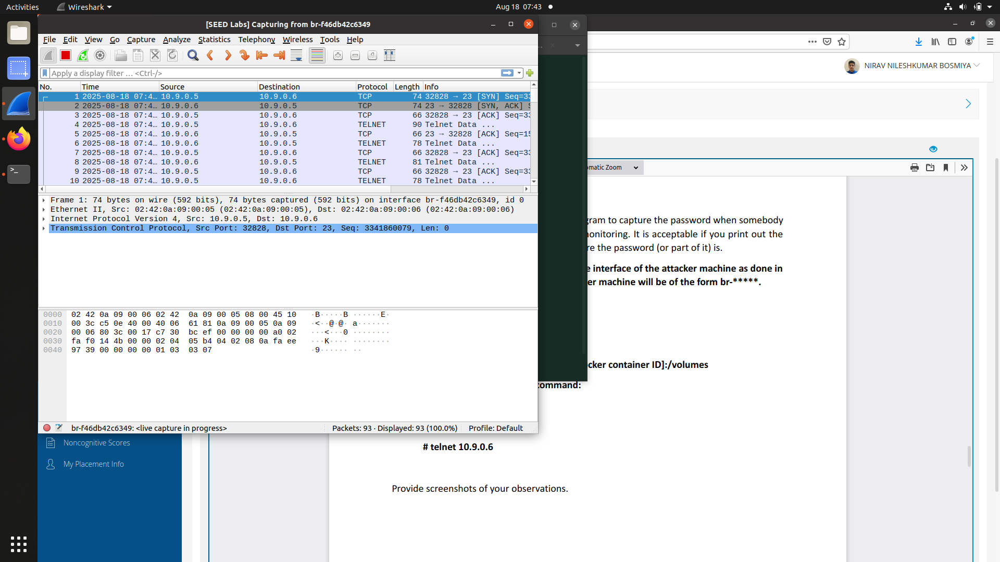 Activities
Wireshark
Aug 18 07:43
[SEED Labs] Capturing from br-f46db42c6349
File Edit View Go Capture Analyze Statistics Telephony Wireless Tools Help
Apply a display filter … <Ctrl-/>
No. Time Source Destination Protocol Length Info
1 2025-08-18 07:4… 10.9.0.5 10.9.0.6 TCP 74 32828 → 23 [SYN] Seq=33
2 2025-08-18 07:4… 10.9.0.6 10.9.0.5 TCP 74 23 → 32828 [SYN, ACK] S
3 2025-08-18 07:4… 10.9.0.5 10.9.0.6 TCP 66 32828 → 23 [ACK] Seq=33
4 2025-08-18 07:4… 10.9.0.5 10.9.0.6 TELNET 90 Telnet Data ...
5 2025-08-18 07:4… 10.9.0.6 10.9.0.5 TCP 66 23 → 32828 [ACK] Seq=15
6 2025-08-18 07:4… 10.9.0.6 10.9.0.5 TELNET 78 Telnet Data ...
7 2025-08-18 07:4… 10.9.0.5 10.9.0.6 TCP 66 32828 → 23 [ACK] Seq=33
8 2025-08-18 07:4… 10.9.0.6 10.9.0.5 TELNET 81 Telnet Data ...
9 2025-08-18 07:4… 10.9.0.5 10.9.0.6 TCP 66 32828 → 23 [ACK] Seq=33
10 2025-08-18 07:4… 10.9.0.5 10.9.0.6 TELNET 78 Telnet Data ...
Frame 1: 74 bytes on wire (592 bits), 74 bytes captured (592 bits) on interface br-f46db42c6349, id 0
Ethernet II, Src: 02:42:0a:09:00:05 (02:42:0a:09:00:05), Dst: 02:42:0a:09:00:06 (02:42:0a:09:00:06)
Internet Protocol Version 4, Src: 10.9.0.5, Dst: 10.9.0.6
Transmission Control Protocol, Src Port: 32828, Dst Port: 23, Seq: 3341860079, Len: 0
0000 02 42 0a 09 00 06 02 42 0a 09 00 05 08 00 45 10 ·B·····B ······E·
0010 00 3c c5 0e 40 00 40 06 61 81 0a 09 00 05 0a 09 ·<··@·@· a·······
0020 00 06 80 3c 00 17 c7 30 bc ef 00 00 00 00 a0 02 ···<···0 ········
0030 fa f0 14 4b 00 00 02 04 05 b4 04 02 08 0a fa ee ···K···· ········
0040 97 39 00 00 00 00 01 03 03 07 ·9······ ··
br-f46db42c6349: <live capture in progress>
Packets: 93 · Displayed: 93 (100.0%)
Profile: Default
NIRAV NILESHKUMAR BOSMIYA
omatic Zoom
gram to capture the password when somebody
monitoring. It is acceptable if you print out the
re the password (or part of it) is.
e interface of the attacker machine as done in
er machine will be of the form br-*****.
cker container ID]:/volumes
command:
# telnet 10.9.0.6
Provide screenshots of your observations.
Noncognitive Scores
My Placement Info